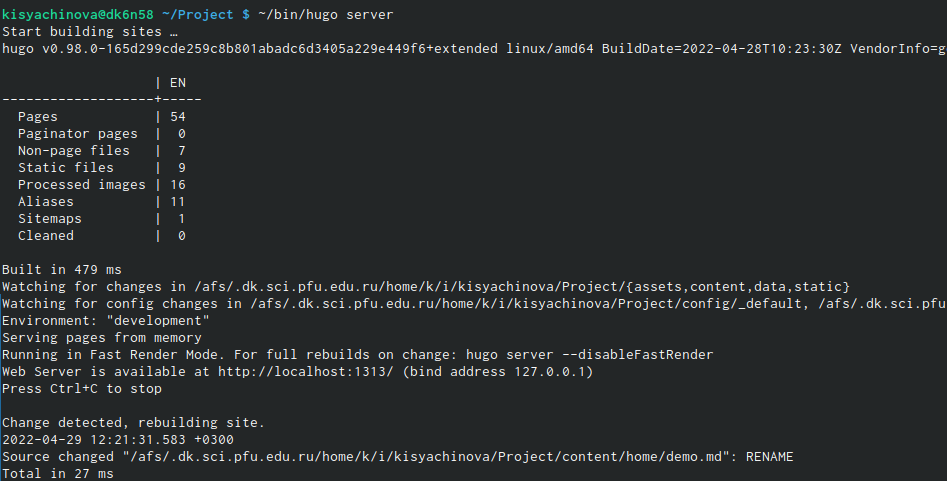 kisyachinova@dk6n58 ~/Project $ ~/bin/hugo server
Start building sites …
hugo v0.98.0-165d299cde259c8b801abadc6d3405a229e449f6+extended linux/amd64 BuildDate=2022-04-28T10:23:30Z VendorInfo=g
| EN
-------------------+-----
Pages | 54
Paginator pages | 0
Non-page files | 7
Static files | 9
Processed images | 16
Aliases | 11
Sitemaps | 1
Cleaned | 0
Built in 479 ms
Watching for changes in /afs/.dk.sci.pfu.edu.ru/home/k/i/kisyachinova/Project/{assets,content,data,static}
Watching for config changes in /afs/.dk.sci.pfu.edu.ru/home/k/i/kisyachinova/Project/config/_default, /afs/.dk.sci.pfu
Environment: "development"
Serving pages from memory
Running in Fast Render Mode. For full rebuilds on change: hugo server --disableFastRender
Web Server is available at http://localhost:1313/ (bind address 127.0.0.1)
Press Ctrl+C to stop
Change detected, rebuilding site.
2022-04-29 12:21:31.583 +0300
Source changed "/afs/.dk.sci.pfu.edu.ru/home/k/i/kisyachinova/Project/content/home/demo.md": RENAME
Total in 27 ms